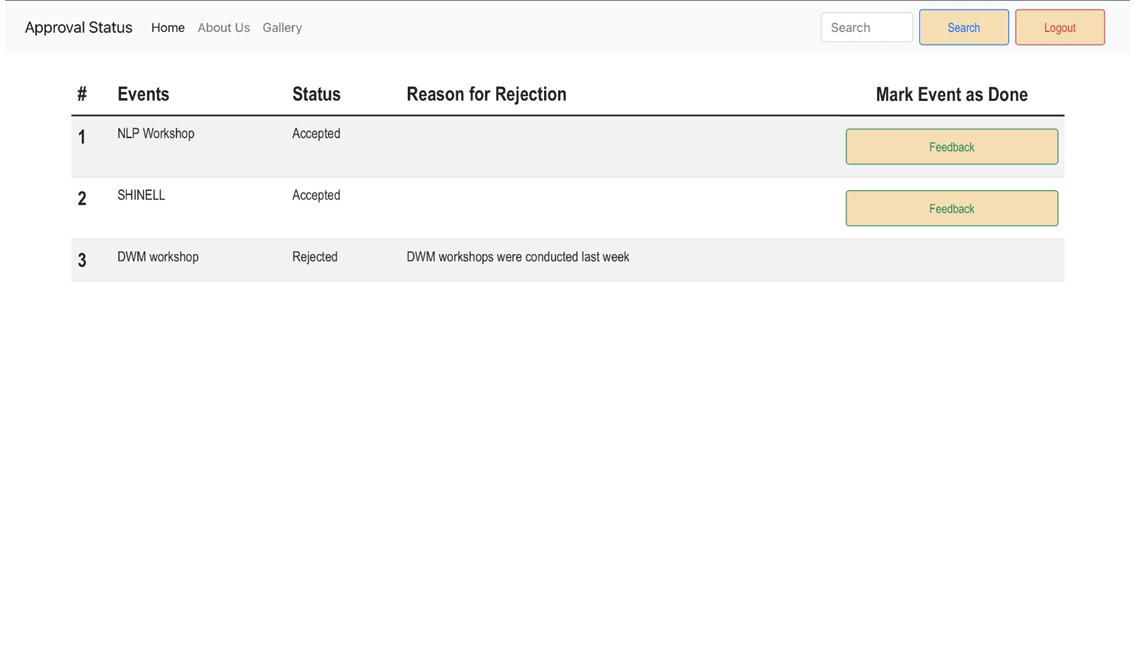 Approval Status Home About Us Gallery Search Search Logout
# Events Status Reason for Rejection Mark Event as Done
1 NLP Workshop Accepted Feedback
2 SHINELL Accepted Feedback
3 DWM workshop Rejected DWM workshops were conducted last week